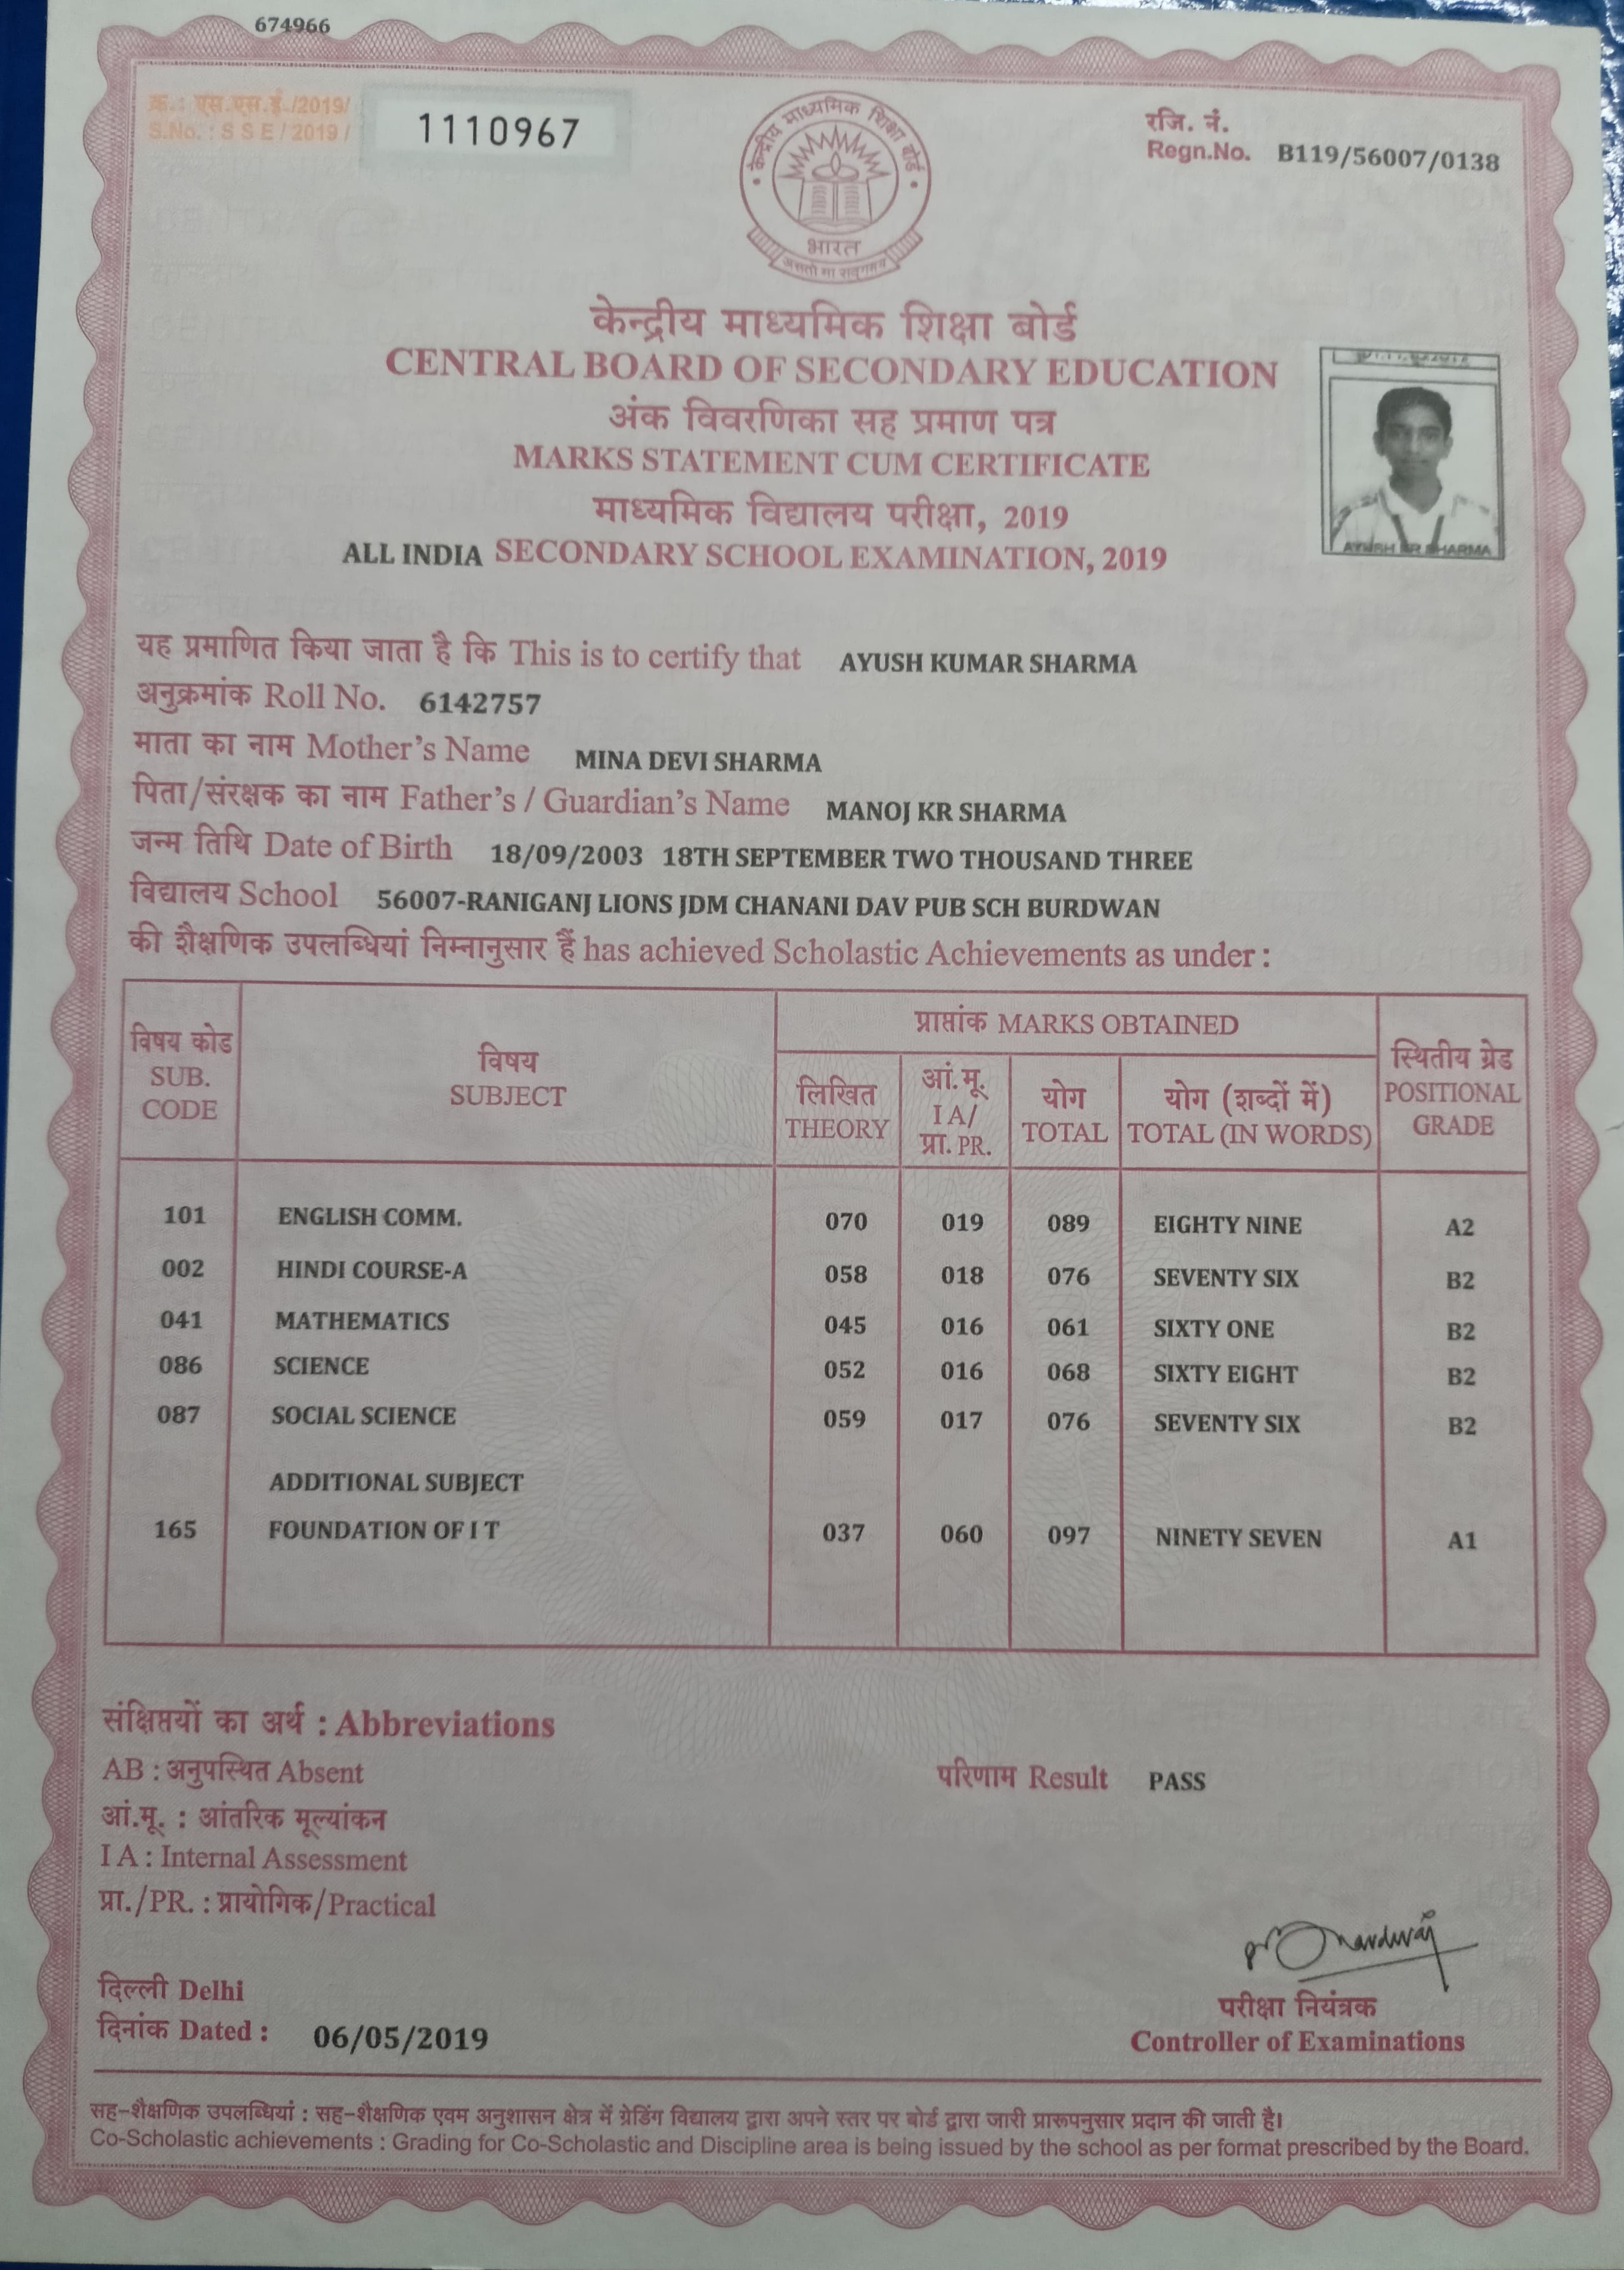 674966
क्र.: एस.एस.ई./2019/
S.No. : S S E / 2019 /
1110967
रजि. नं.
Regn.No. B119/56007/0138
केन्द्रीय माध्यमिक शिक्षा बोर्ड
भारत
असतो मा सद्गमय
केन्द्रीय माध्यमिक शिक्षा बोर्ड
CENTRAL BOARD OF SECONDARY EDUCATION
अंक विवरणिका सह प्रमाण पत्र
MARKS STATEMENT CUM CERTIFICATE
माध्यमिक विद्यालय परीक्षा, 2019
ALL INDIA SECONDARY SCHOOL EXAMINATION, 2019
AYUSH KR SHARMA
यह प्रमाणित किया जाता है कि This is to certify that AYUSH KUMAR SHARMA
अनुक्रमांक Roll No. 6142757
माता का नाम Mother's Name MINA DEVI SHARMA
पिता/संरक्षक का नाम Father's / Guardian's Name MANOJ KR SHARMA
जन्म तिथि Date of Birth 18/09/2003 18TH SEPTEMBER TWO THOUSAND THREE
विद्यालय School 56007-RANIGANJ LIONS JDM CHANANI DAV PUB SCH BURDWAN
की शैक्षणिक उपलब्धियां निम्नानुसार हैं has achieved Scholastic Achievements as under :
विषय कोड
SUB.
CODE
विषय
SUBJECT
प्राप्तांक MARKS OBTAINED
लिखित
THEORY
आं.मू.
I A/
प्रा. PR.
योग
TOTAL
योग (शब्दों में)
TOTAL (IN WORDS)
स्थितीय ग्रेड
POSITIONAL
GRADE
101 ENGLISH COMM. 070 019 089 EIGHTY NINE A2
002 HINDI COURSE-A 058 018 076 SEVENTY SIX B2
041 MATHEMATICS 045 016 061 SIXTY ONE B2
086 SCIENCE 052 016 068 SIXTY EIGHT B2
087 SOCIAL SCIENCE 059 017 076 SEVENTY SIX B2
ADDITIONAL SUBJECT
165 FOUNDATION OF I T 037 060 097 NINETY SEVEN A1
संक्षिप्तयों का अर्थ : Abbreviations
AB : अनुपस्थित Absent
परिणाम Result PASS
आं.मू. : आंतरिक मूल्यांकन
I A : Internal Assessment
प्रा./PR. : प्रायोगिक/Practical
दिल्ली Delhi
दिनांक Dated : 06/05/2019
परीक्षा नियंत्रक
Controller of Examinations
सह-शैक्षणिक उपलब्धियां : सह-शैक्षणिक एवम अनुशासन क्षेत्र में ग्रेडिंग विद्यालय द्वारा अपने स्तर पर बोर्ड द्वारा जारी प्रारूपनुसार प्रदान की जाती है।
Co-Scholastic achievements : Grading for Co-Scholastic and Discipline area is being issued by the school as per format prescribed by the Board.